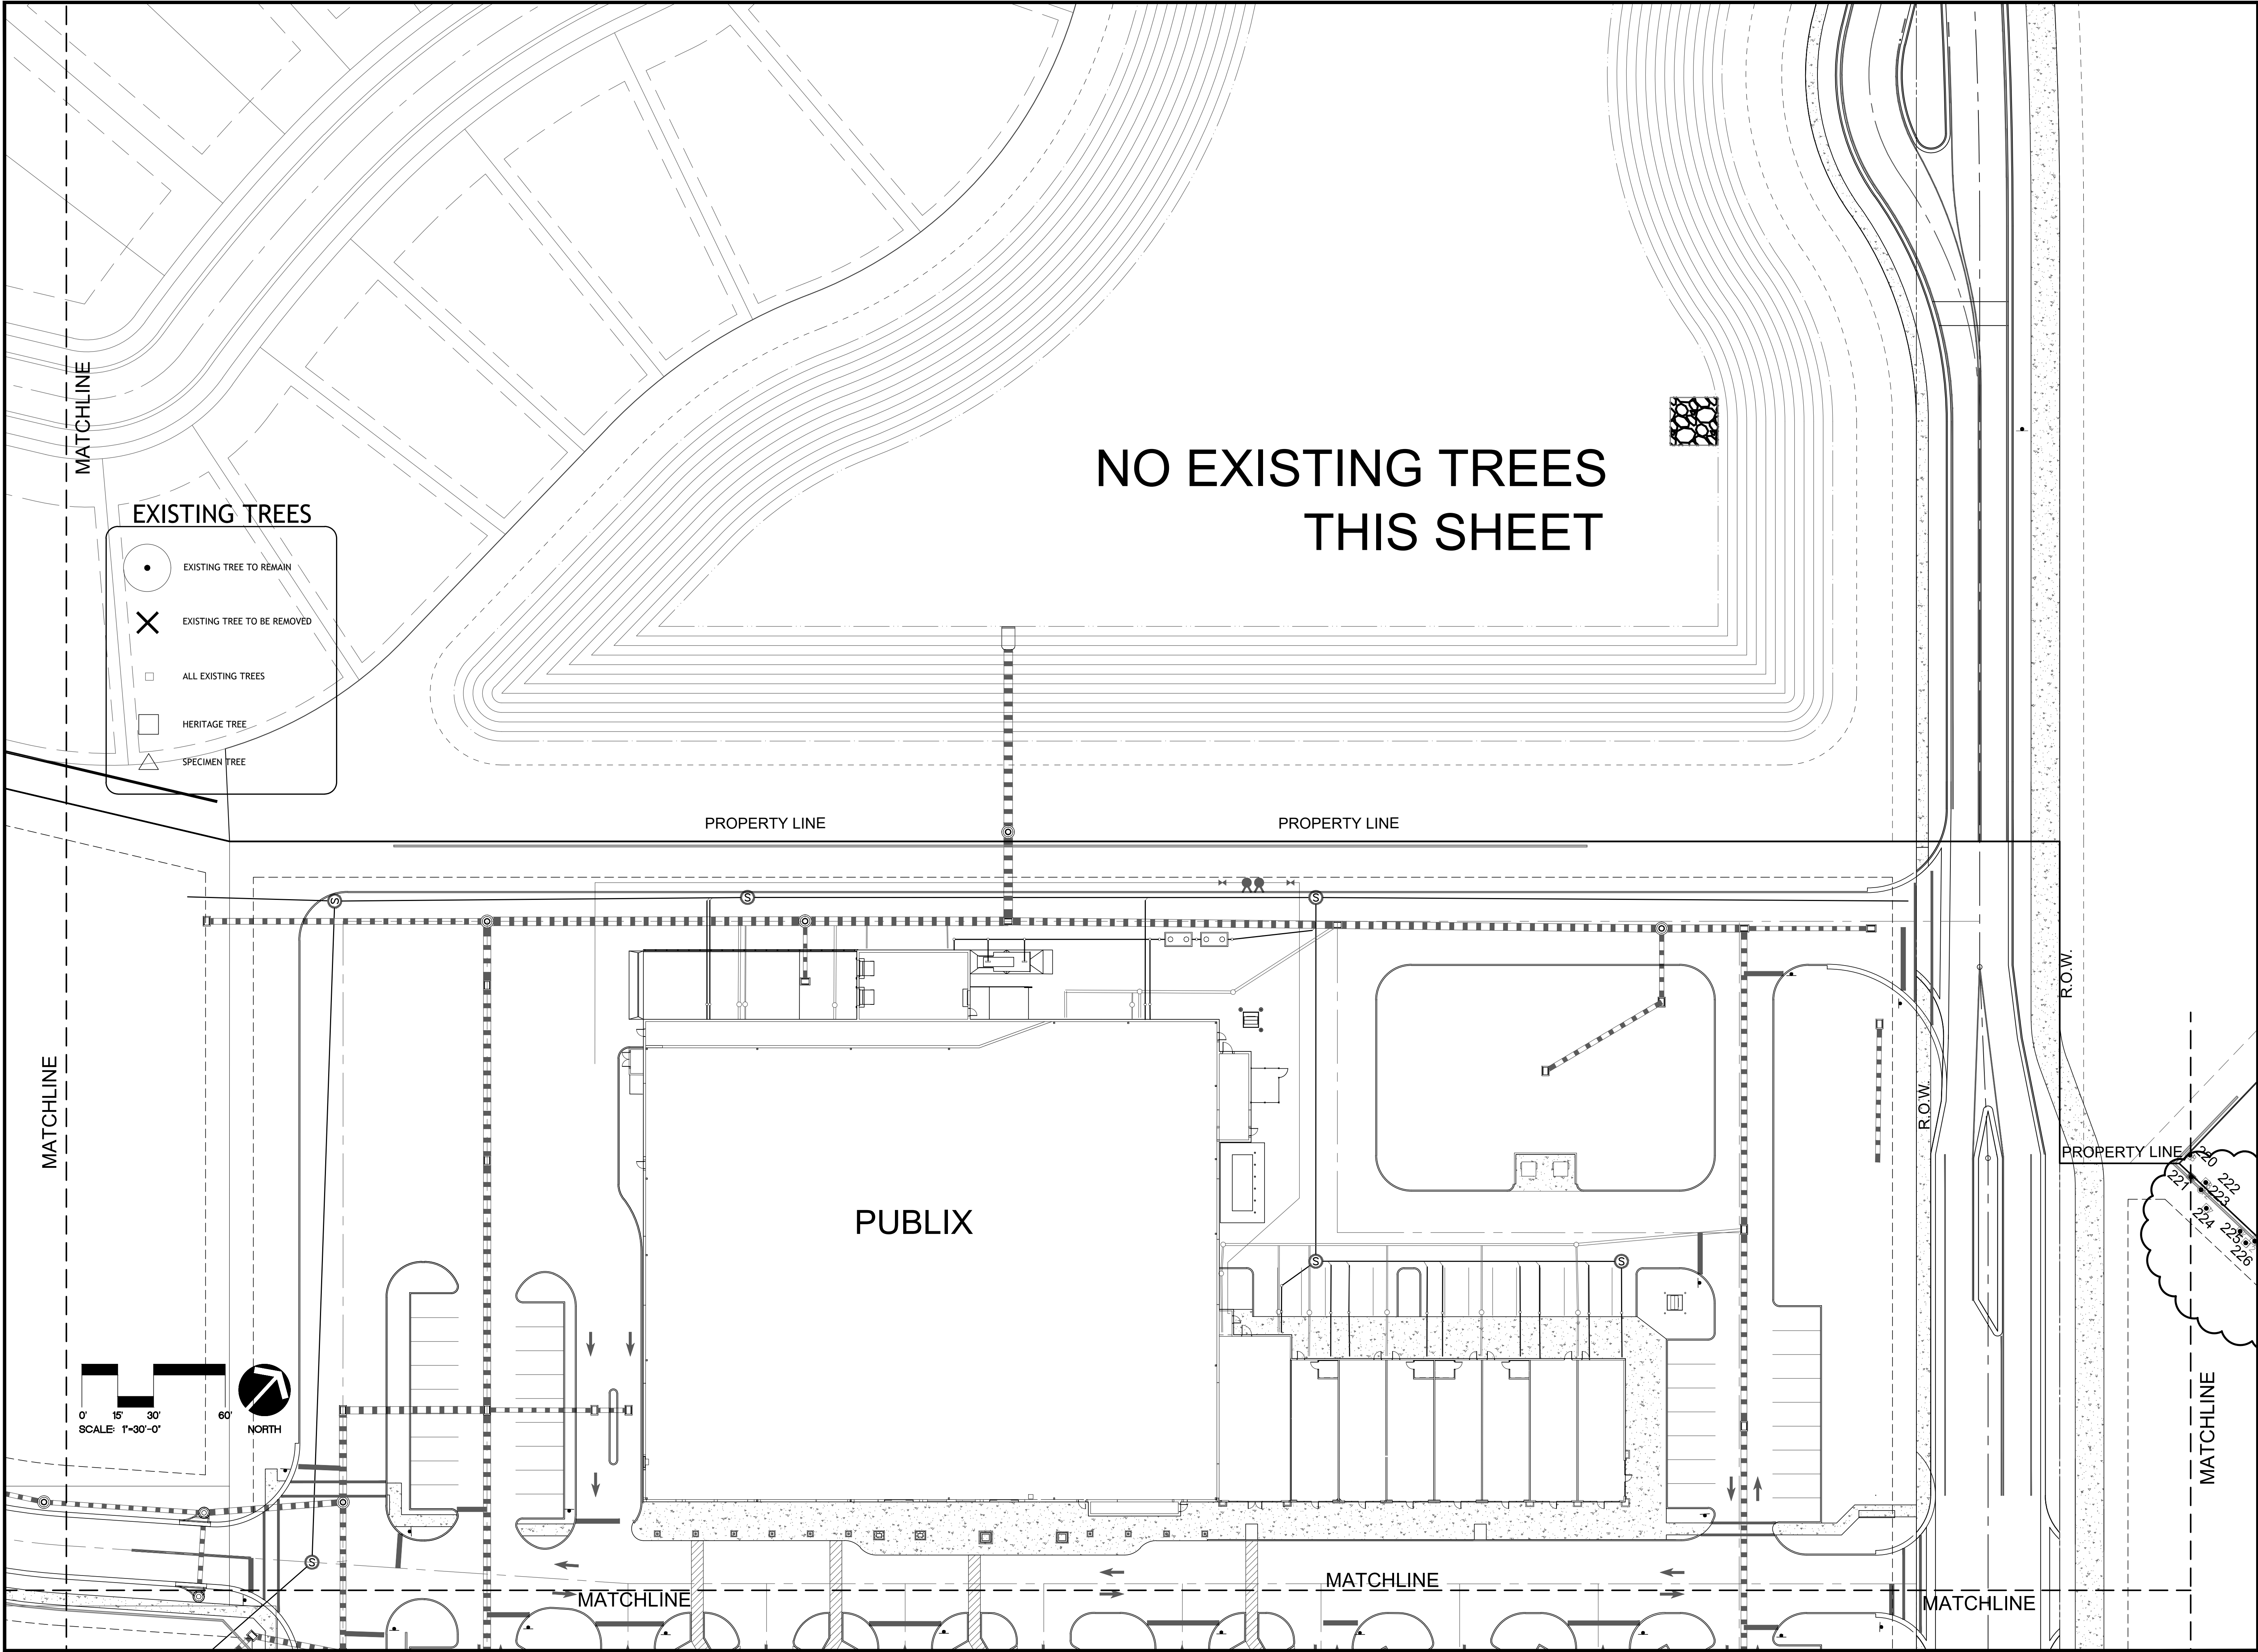 MATCHLINE
NO EXISTING TREES
THIS SHEET
EXISTING TREES
EXISTING TREE TO REMAIN
EXISTING TREE TO BE REMOVED
ALL EXISTING TREES
HERITAGE TREE
SPECIMEN TREE
PROPERTY LINE
PROPERTY LINE
S
S
S
R.O.W.
MATCHLINE
R.O.W.
PROPERTY LINE
220
221
222
223
224
225
226
PUBLIX
S
S
0'
15'
30'
60'
SCALE: 1"=30'-0"
NORTH
MATCHLINE
S
MATCHLINE
MATCHLINE
MATCHLINE